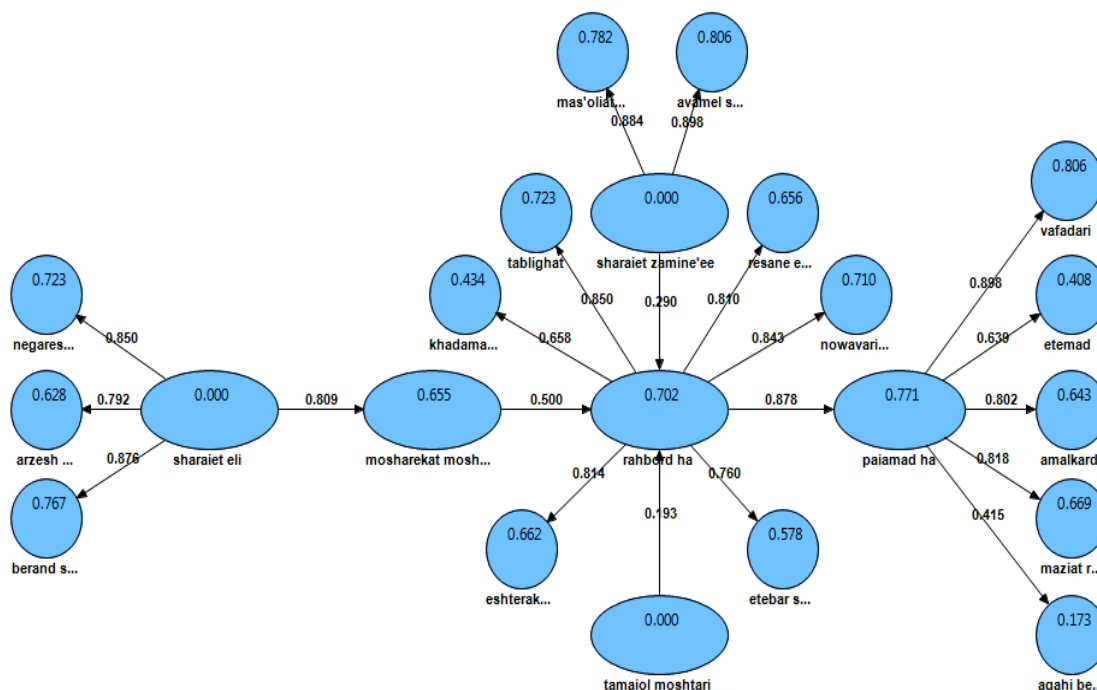 0.782
mas'oliat...
0.806
avamel s...
0.884
0.898
0.723
tablighat
0.000
sharaiet zamine'ee
0.656
resane e...
0.806
vafadari
0.434
khadama...
0.710
nowavari...
0.850
0.290
0.810
0.658
0.843
0.723
negares...
0.408
etemad
0.898
0.639
0.850
0.628
arzesh ...
0.792
0.000
sharaiet eli
0.809
0.655
mosharekat mosh...
0.500
0.702
rahbord ha
0.878
0.771
paiamad ha
0.802
0.643
amalkard
0.876
0.767
berand s...
0.814
0.760
0.818
0.669
maziat r...
0.415
0.662
eshterak...
0.193
0.578
etebar s...
0.000
tamaiol moshtari
0.173
agahi be...